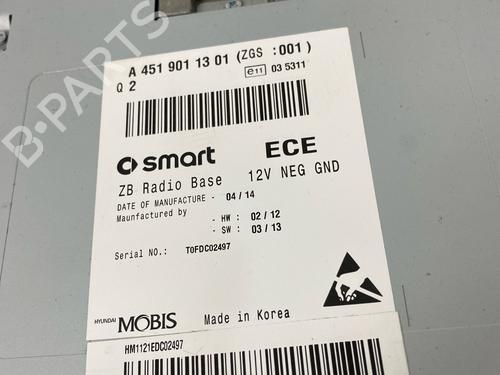 A 451 901 13 01 (ZGS :001)
Q 2
e11 03 5311
smart ECE
ZB Radio Base 12V NEG GND
DATE OF MANUFACTURE - 04 / 14
Maunfactured by
- HW: 02 / 12
- SW: 03 / 13
Serial NO.: T0FDC02497
HYUNDAI MOBIS Made in Korea
HM1121EDC02497
B-PARTS